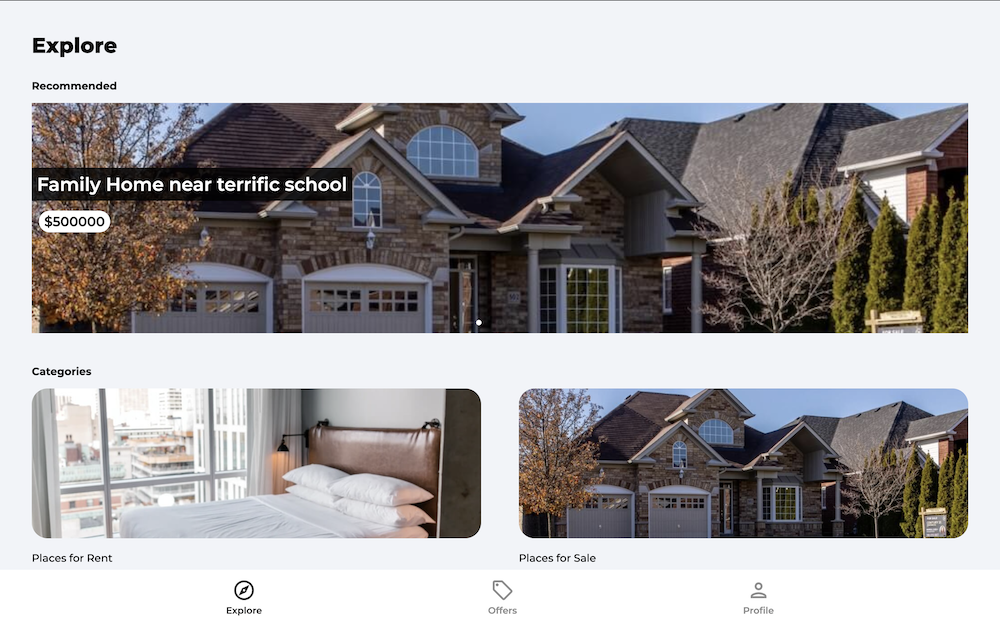 Explore
Recommended
Family Home near terrific school
$500000
Categories
Places for Rent
Places for Sale
Explore
Offers
Profile